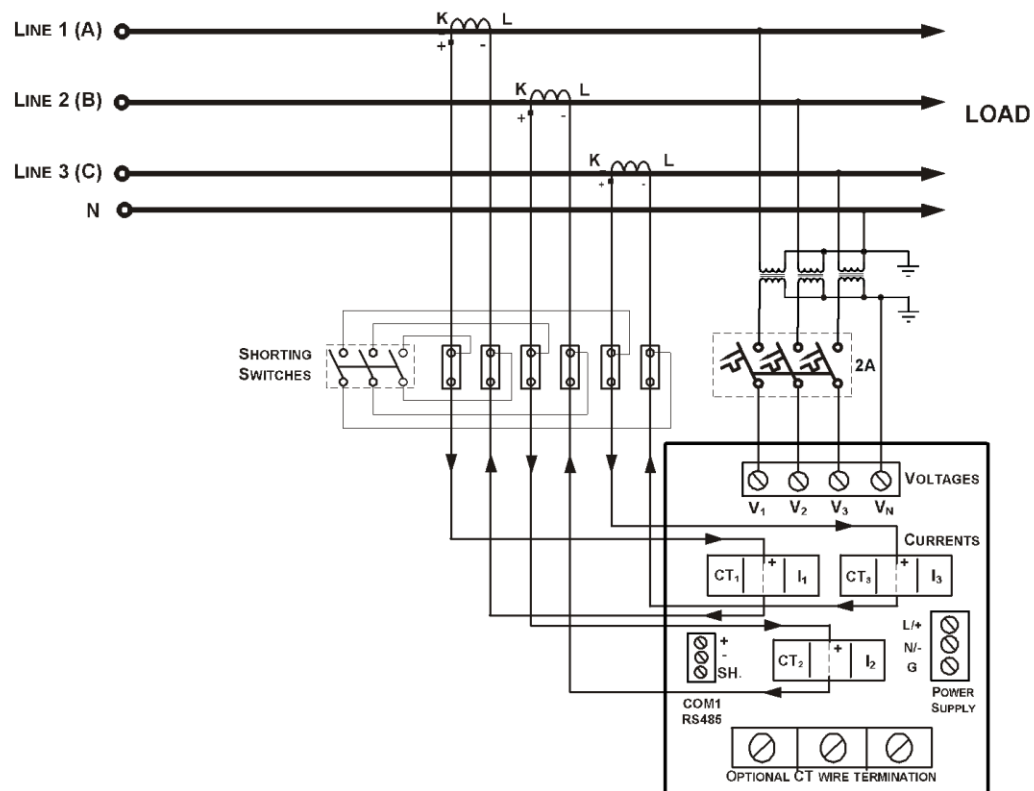 K L
LINE 1 (A)
+ -
K L
LINE 2 (B)
+ -
LOAD
K L
LINE 3 (C)
+ -
N
SHORTING
SWITCHES
2A
VOLTAGES
V1 V2 V3 VN
CURRENTS
CT1 + I1
CT3 + I3
L/+
N/-
G
POWER
SUPPLY
+
-
SH.
COM1
RS485
CT2 + I2
OPTIONAL CT WIRE TERMINATION